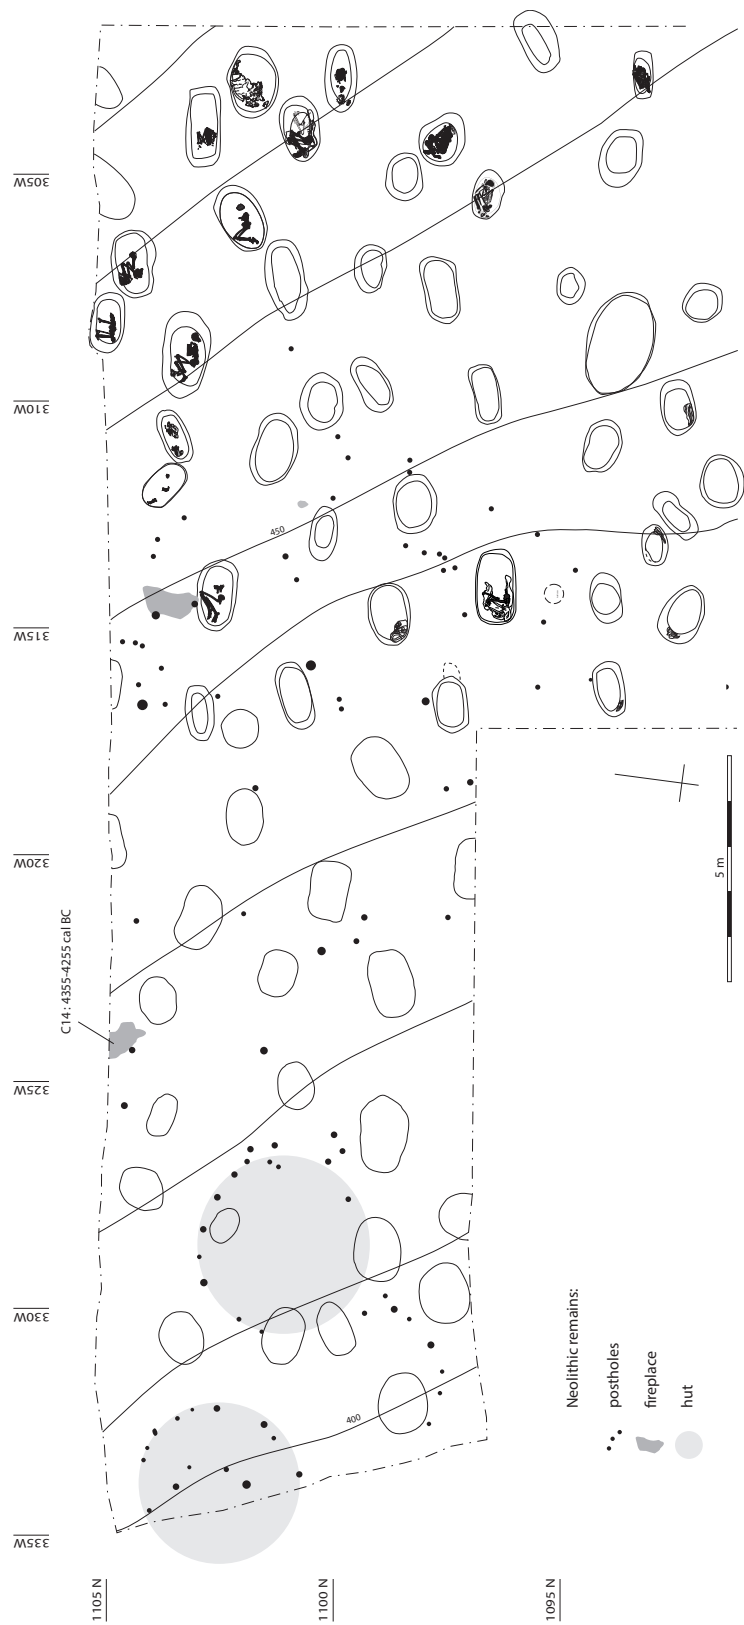 305W
310W
450
315W
5 m
320W
C14 : 4355-4255 cal BC
325W
330W
Neolithic remains:
postholes
fireplace
hut
400
335W
1105 N
1100 N
1095 N